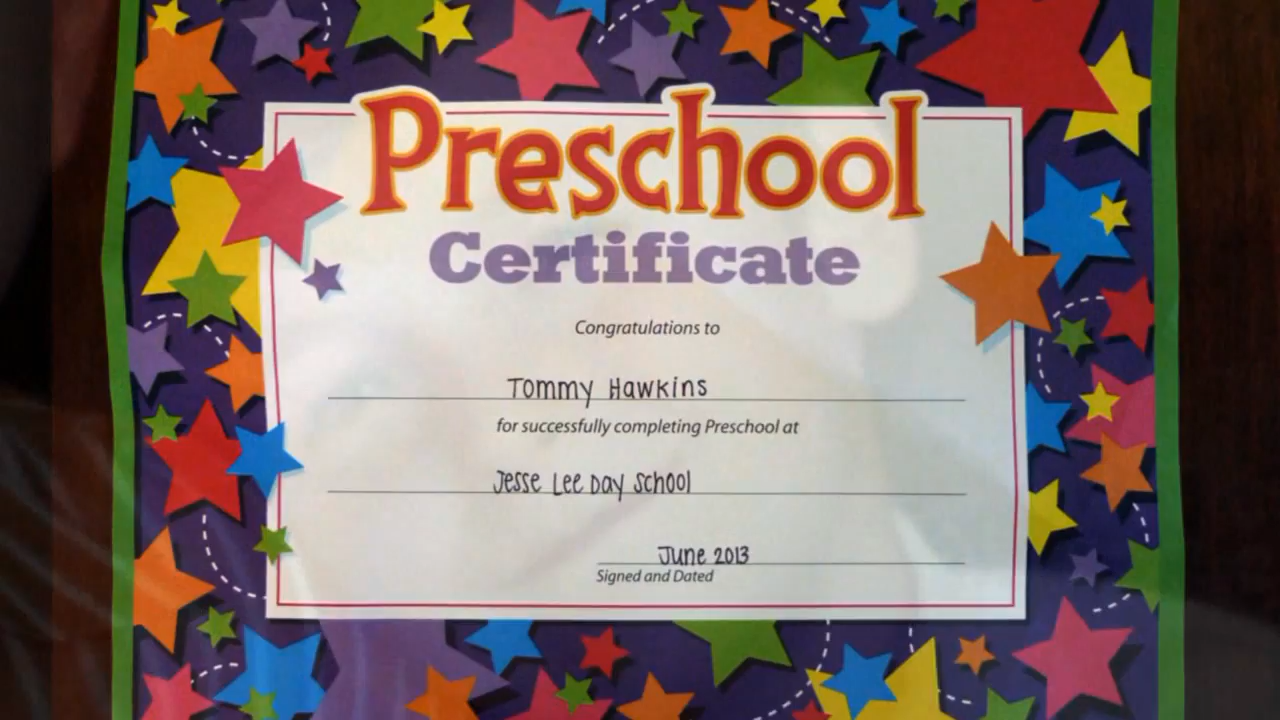 Preschool
Certificate
Congratulations to
Tommy Hawkins
for successfully completing Preschool at
Jesse Lee Day School
June 2013
Signed and Dated